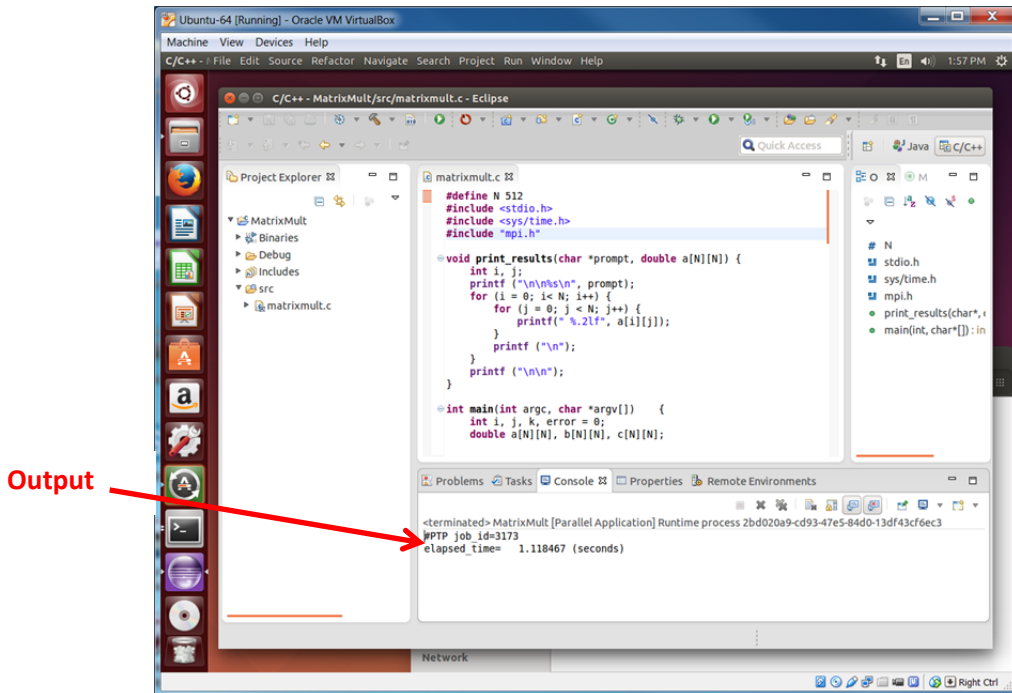 Ubuntu-64 [Running] - Oracle VM VirtualBox
Machine View Devices Help
C/C++ - File Edit Source Refactor Navigate Search Project Run Window Help
En 1:57 PM
C/C++ - MatrixMult/src/matrixmult.c - Eclipse
Quick Access
Java C/C++
Project Explorer
MatrixMult
Binaries
Debug
Includes
src
matrixmult.c
matrixmult.c
#define N 512
#include <stdio.h>
#include <sys/time.h>
#include "mpi.h"
void print_results(char *prompt, double a[N][N]) {
int i, j;
printf ("\n\n%s\n", prompt);
for (i = 0; i< N; i++) {
for (j = 0; j < N; j++) {
printf(" %.2lf", a[i][j]);
}
printf ("\n");
}
printf ("\n\n");
}
int main(int argc, char *argv[]) {
int i, j, k, error = 0;
double a[N][N], b[N][N], c[N][N];
O M
# N
stdio.h
sys/time.h
mpi.h
print_results(char*,
main(int, char*[]) : in
Output
Problems Tasks Console Properties Remote Environments
<terminated> MatrixMult [Parallel Application] Runtime process 2bd020a9-cd93-47e5-84d0-13df43cf6ec3
#PTP job_id=3173
elapsed_time= 1.118467 (seconds)
Network
Right Ctrl